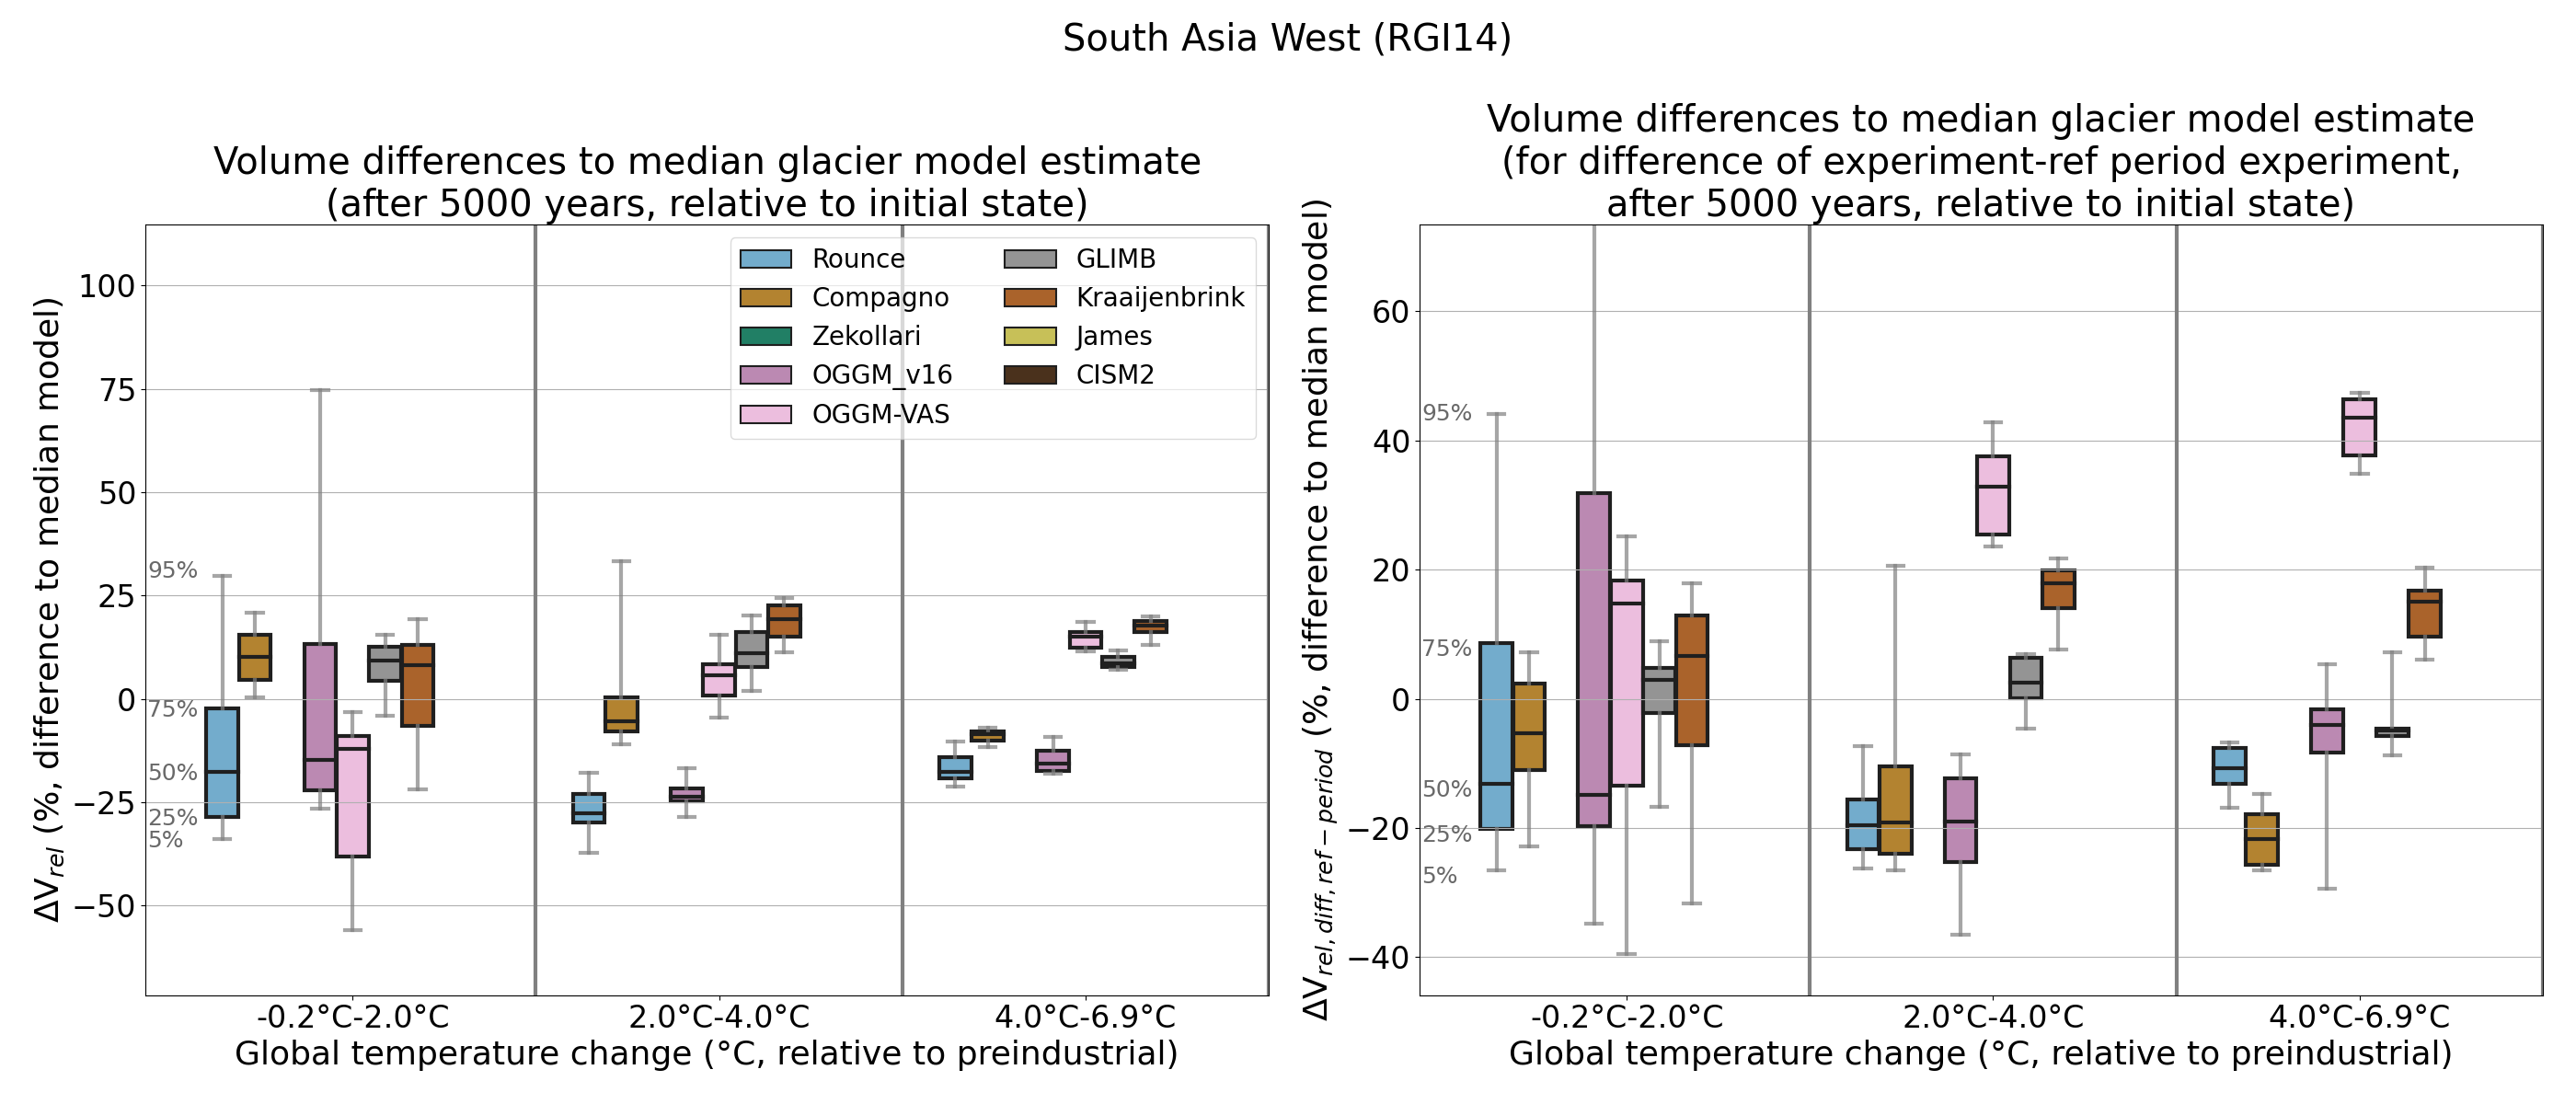 South Asia West (RGI14)
Volume differences to median glacier model estimate
(after 5000 years, relative to initial state)
ΔV_rel (%, difference to median model)
100
75
50
25
0
−25
−50
95%
75%
50%
25%
5%
Rounce
Compagno
Zekollari
OGGM_v16
OGGM-VAS
GLIMB
Kraaijenbrink
James
CISM2
-0.2°C-2.0°C
2.0°C-4.0°C
4.0°C-6.9°C
Global temperature change (°C, relative to preindustrial)
Volume differences to median glacier model estimate
(for difference of experiment-ref period experiment,
after 5000 years, relative to initial state)
ΔV_rel, diff, ref−period (%, difference to median model)
60
40
20
0
−20
−40
95%
75%
50%
25%
5%
-0.2°C-2.0°C
2.0°C-4.0°C
4.0°C-6.9°C
Global temperature change (°C, relative to preindustrial)